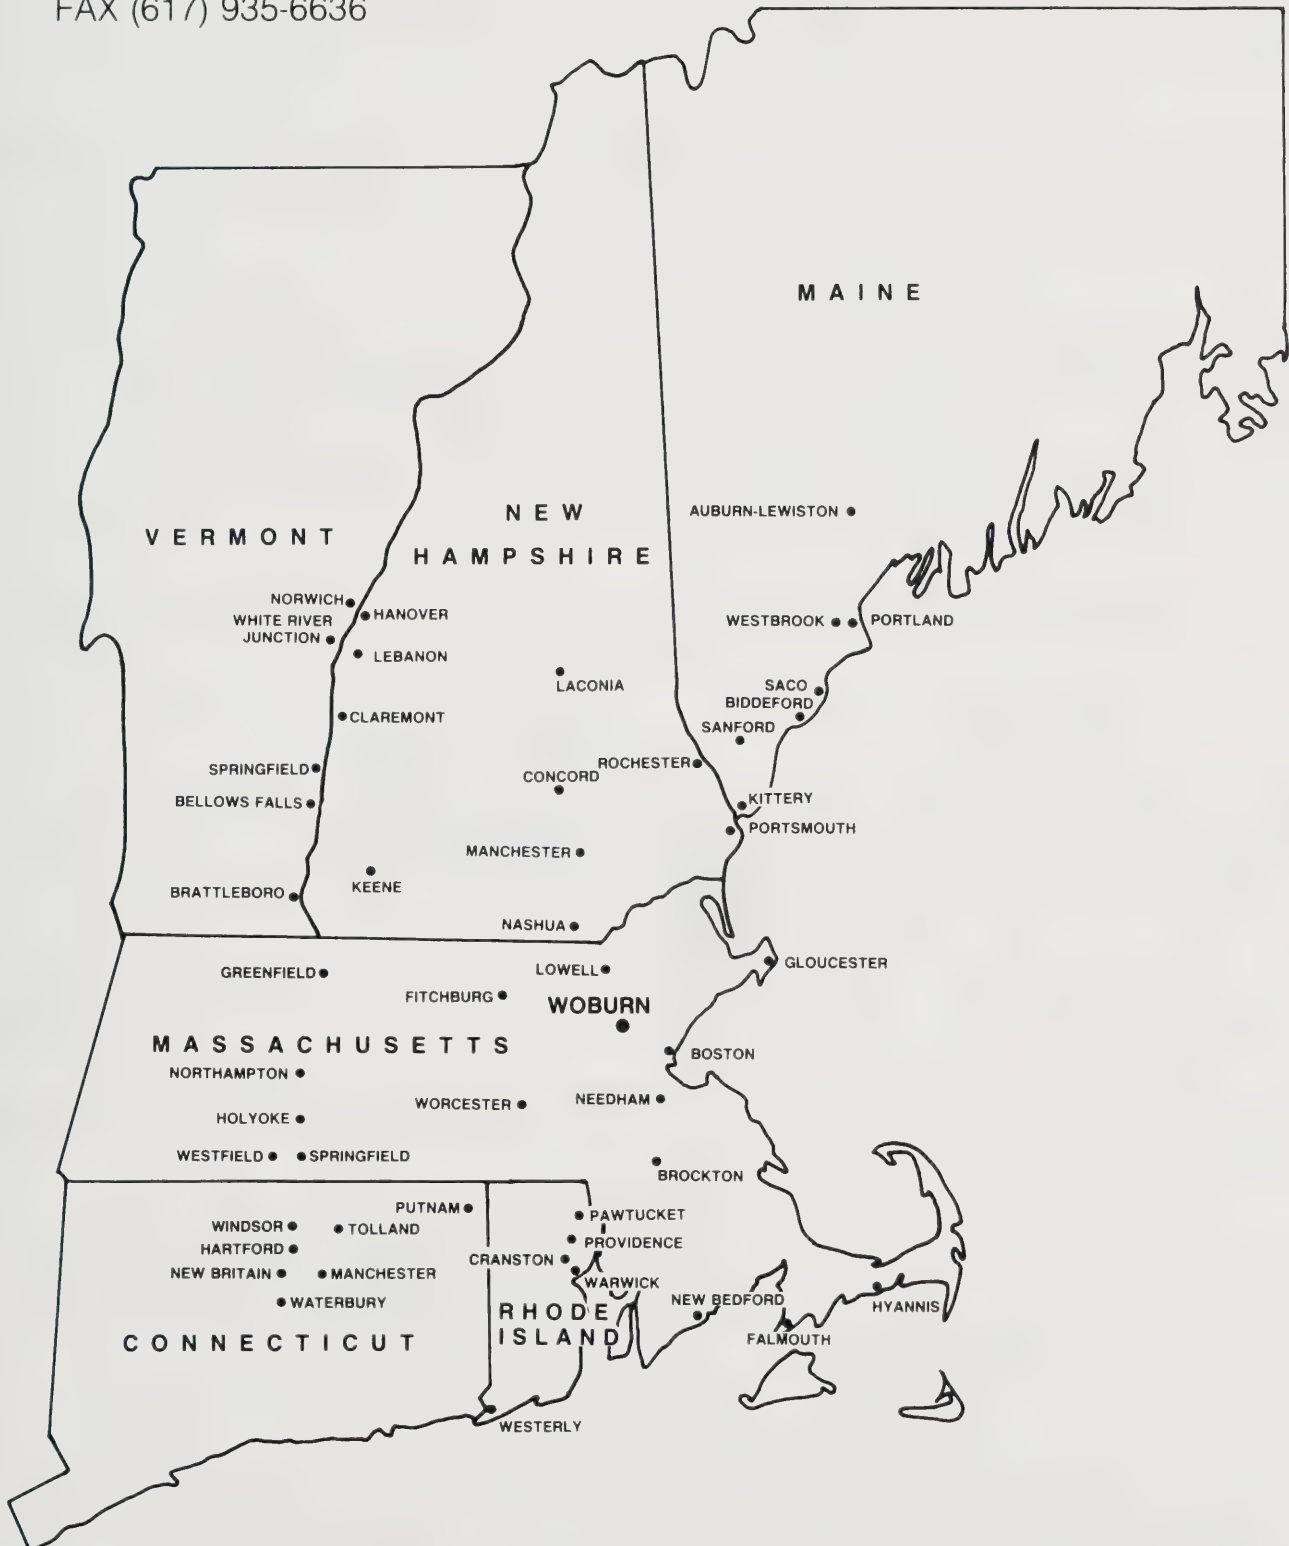 FAX (617) 935-6636
MAINE
NEW
HAMPSHIRE
VERMONT
AUBURN-LEWISTON
NORWICH
HANOVER
WHITE RIVER
JUNCTION
WESTBROOK
PORTLAND
LEBANON
LACONIA
SACO
BIDDEFORD
CLAREMONT
SANFORD
SPRINGFIELD
ROCHESTER
CONCORD
BELLOWS FALLS
KITTERY
PORTSMOUTH
MANCHESTER
BRATTLEBORO
KEENE
NASHUA
GREENFIELD
LOWELL
GLOUCESTER
FITCHBURG
WOBURN
MASSACHUSETTS
BOSTON
NORTHAMPTON
WORCESTER
NEEDHAM
HOLYOKE
WESTFIELD
SPRINGFIELD
BROCKTON
PUTNAM
PAWTUCKET
WINDSOR
TOLLAND
PROVIDENCE
HARTFORD
CRANSTON
NEW BRITAIN
MANCHESTER
WARWICK
WATERBURY
NEW BEDFORD
HYANNIS
RHODE
ISLAND
CONNECTICUT
FALMOUTH
WESTERLY